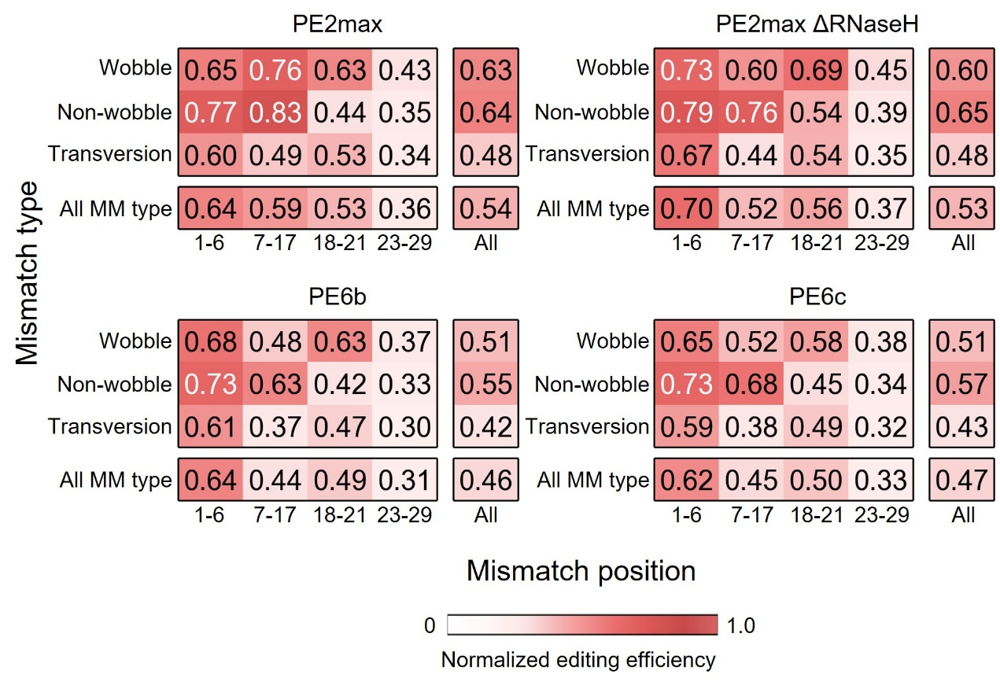 PE2max
PE2max ΔRNaseH
Mismatch type
Wobble 0.65 0.76 0.63 0.43 0.63
Non-wobble 0.77 0.83 0.44 0.35 0.64
Transversion 0.60 0.49 0.53 0.34 0.48
All MM type 0.64 0.59 0.53 0.36 0.54
1-6 7-17 18-21 23-29 All
Wobble 0.73 0.60 0.69 0.45 0.60
Non-wobble 0.79 0.76 0.54 0.39 0.65
Transversion 0.67 0.44 0.54 0.35 0.48
All MM type 0.70 0.52 0.56 0.37 0.53
1-6 7-17 18-21 23-29 All
PE6b
Wobble 0.68 0.48 0.63 0.37 0.51
Non-wobble 0.73 0.63 0.42 0.33 0.55
Transversion 0.61 0.37 0.47 0.30 0.42
All MM type 0.64 0.44 0.49 0.31 0.46
1-6 7-17 18-21 23-29 All
PE6c
Wobble 0.65 0.52 0.58 0.38 0.51
Non-wobble 0.73 0.68 0.45 0.34 0.57
Transversion 0.59 0.38 0.49 0.32 0.43
All MM type 0.62 0.45 0.50 0.33 0.47
1-6 7-17 18-21 23-29 All
Mismatch position
0 1.0
Normalized editing efficiency